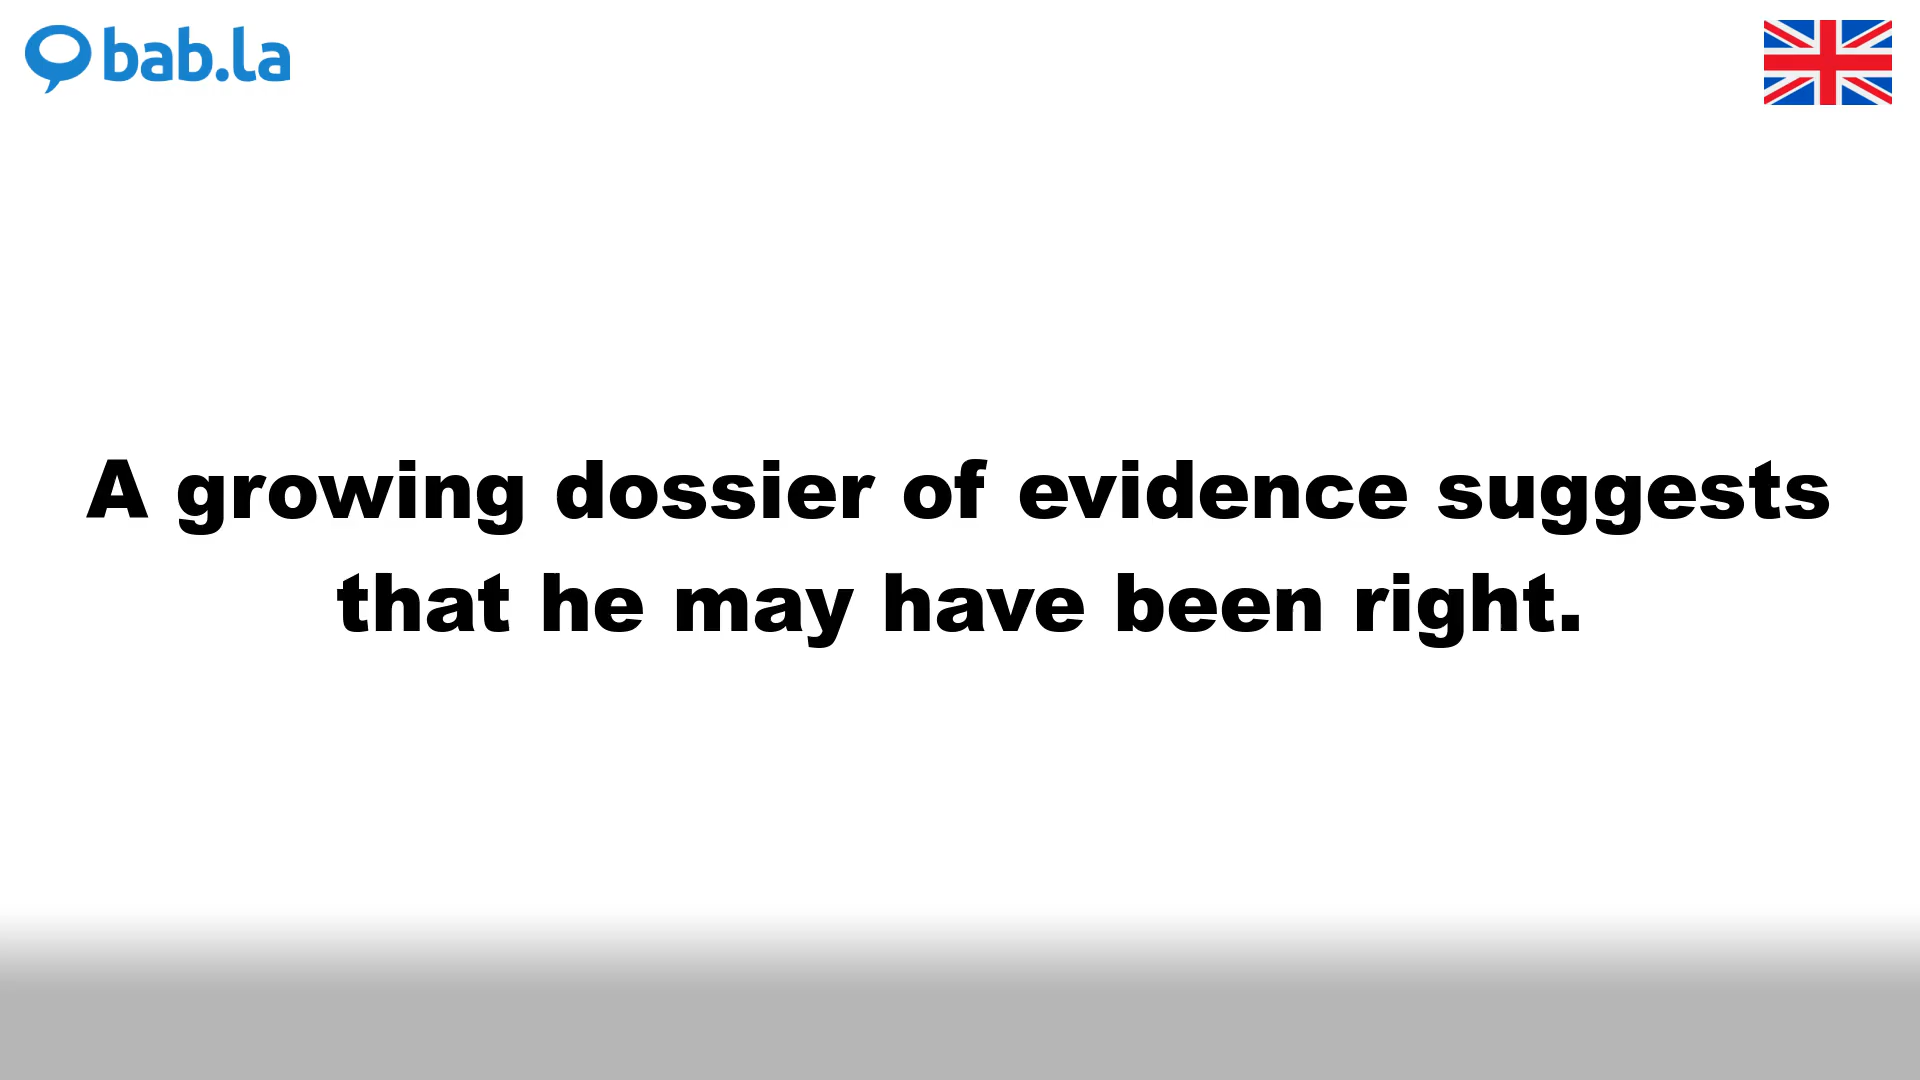 bab.la
A growing dossier of evidence suggests
that he may have been right.